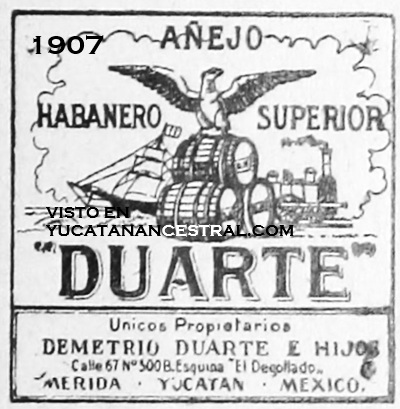 1907
AÑEJO
HABANERO SUPERIOR
VISTO EN
YUCATANANCESTRAL.COM
"DUARTE"
Unicos Propietarios
DEMETRIO DUARTE E HIJOS
Calle 67 Nº 500 B. Esquina "El Degollado„
MERIDA · YUCATAN · MEXICO.